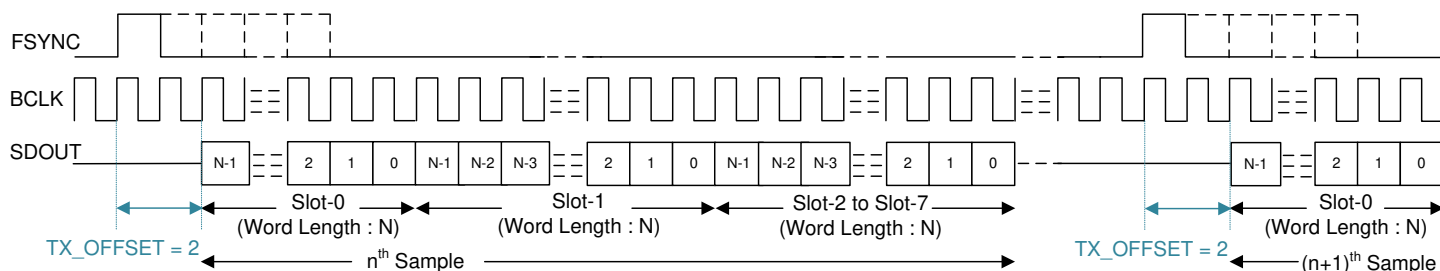 FSYNC
BCLK
SDOUT
N-1 2 1 0 N-1 N-2 N-3 2 1 0 N-1 N-2 N-3 2 1 0 N-1 2 1 0
TX_OFFSET = 2
Slot-0
(Word Length : N)
Slot-1
(Word Length : N)
Slot-2 to Slot-7
(Word Length : N)
TX_OFFSET = 2
Slot-0
(Word Length : N)
nth Sample
(n+1)th Sample